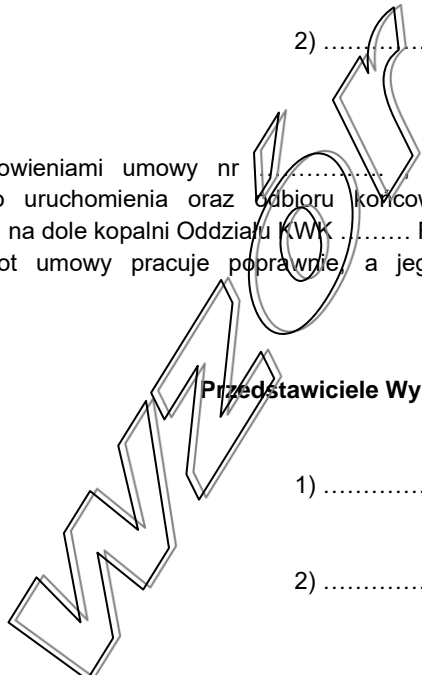 2) ..............
owieniami umowy nr ................ ,
o uruchomienia oraz odbioru końcow
na dole kopalni Oddziału KWK .........
ot umowy pracuje poprawnie, a jeg
Przedstawiciele Wy
1) ..............
2) ..............
wzór